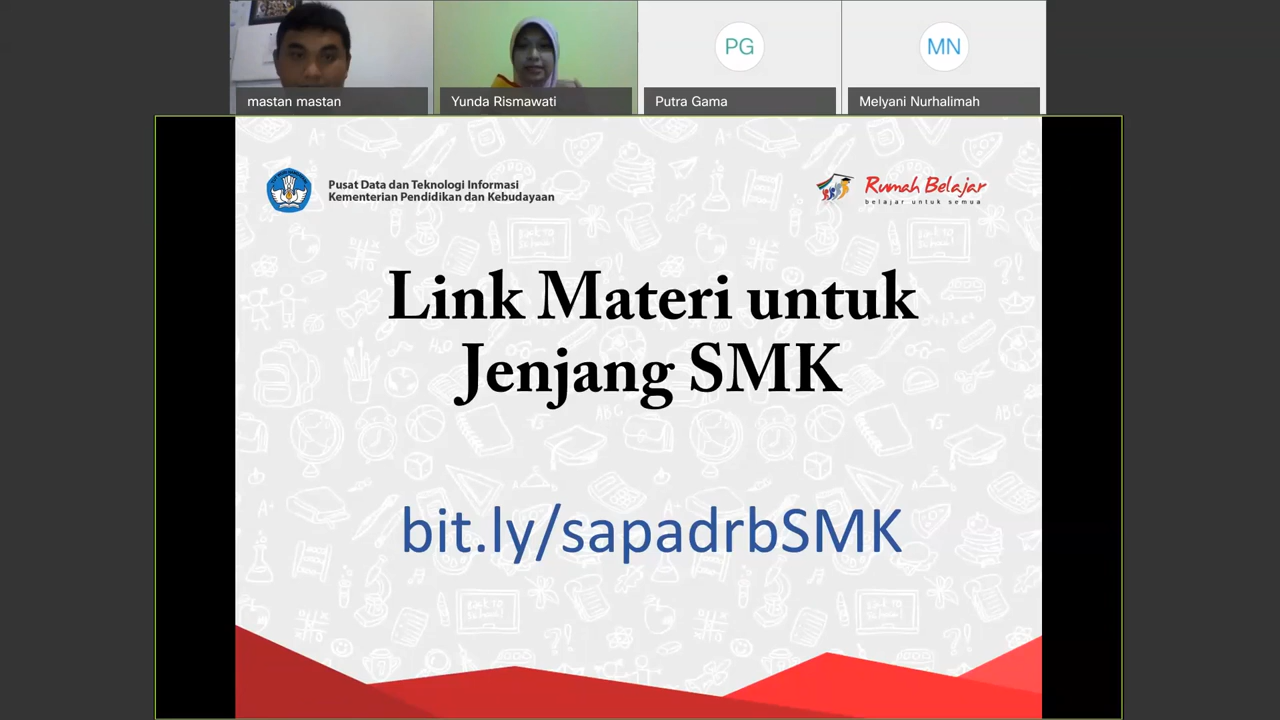 PG
MN
mastan mastan
Yunda Rismawati
Putra Gama
Melyani Nurhalimah
Pusat Data dan Teknologi Informasi
Kementerian Pendidikan dan Kebudayaan
Rumah Belajar
belajar untuk semua
Link Materi untuk
Jenjang SMK
bit.ly/sapadrbSMK